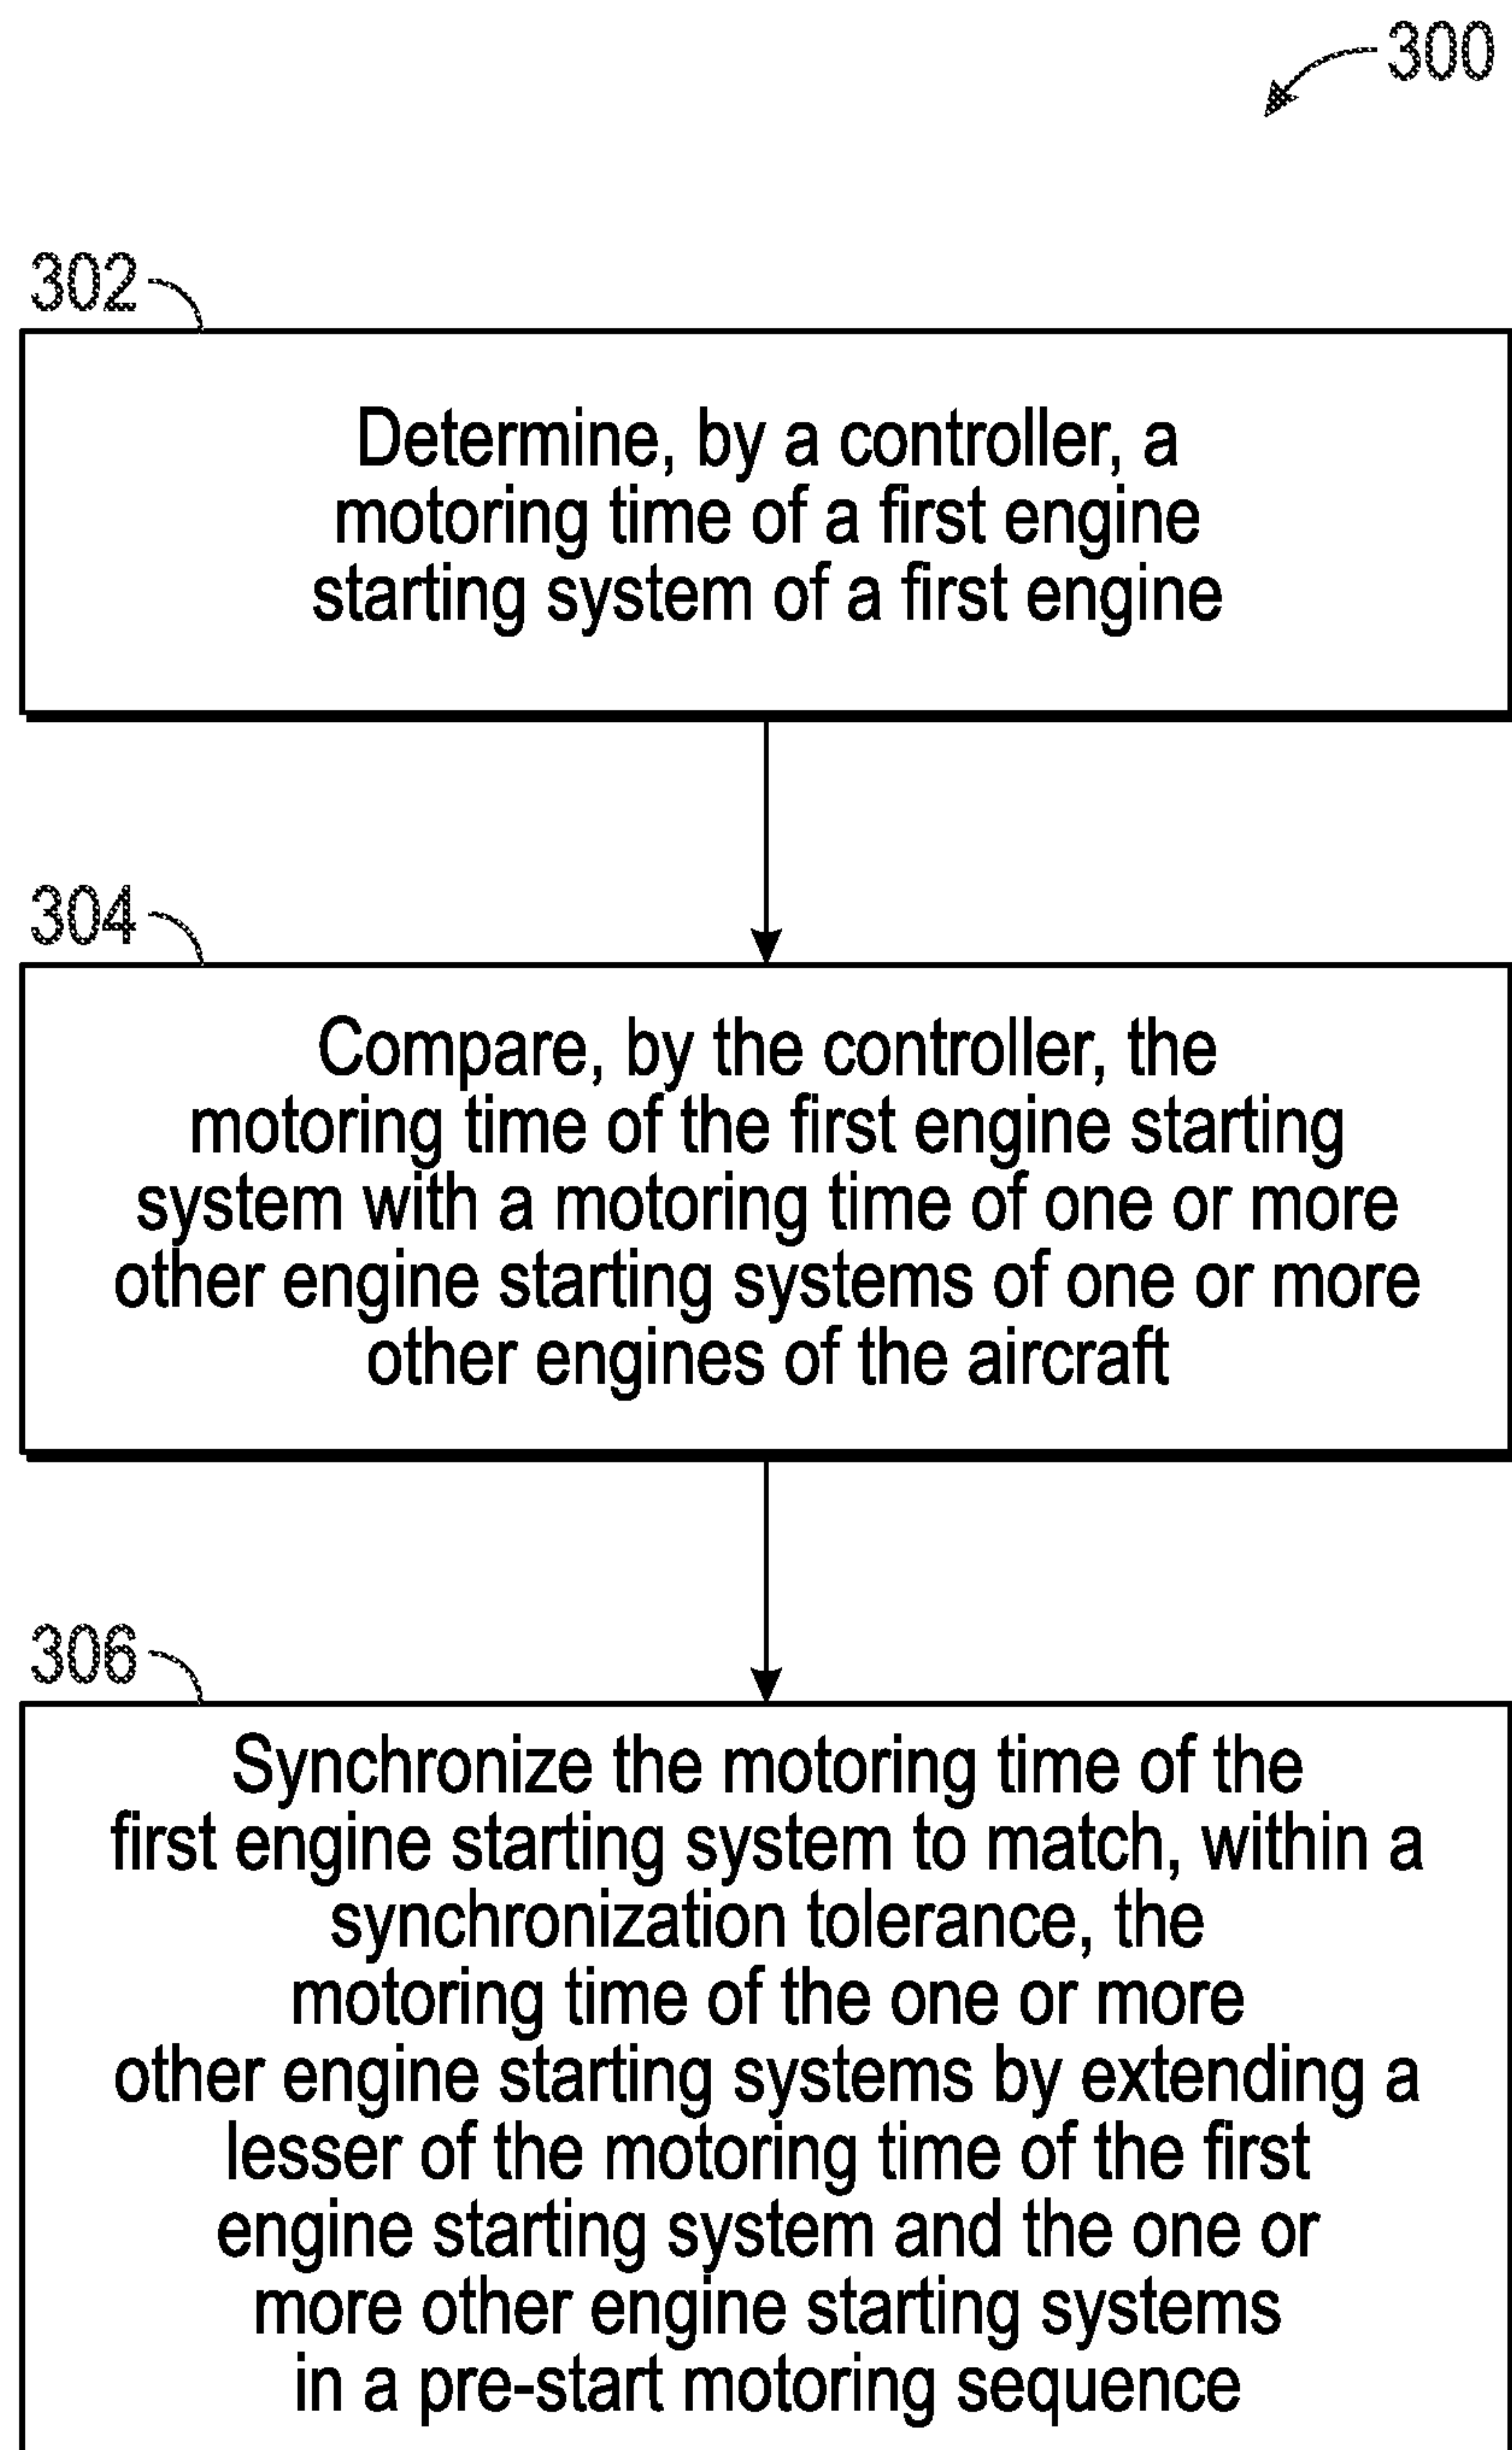 300
302
Determine, by a controller, a
motoring time of a first engine
starting system of a first engine
304
Compare, by the controller, the
motoring time of the first engine starting
system with a motoring time of one or more
other engine starting systems of one or more
other engines of the aircraft
306
Synchronize the motoring time of the
first engine starting system to match, within a
synchronization tolerance, the
motoring time of the one or more
other engine starting systems by extending a
lesser of the motoring time of the first
engine starting system and the one or
more other engine starting systems
in a pre-start motoring sequence